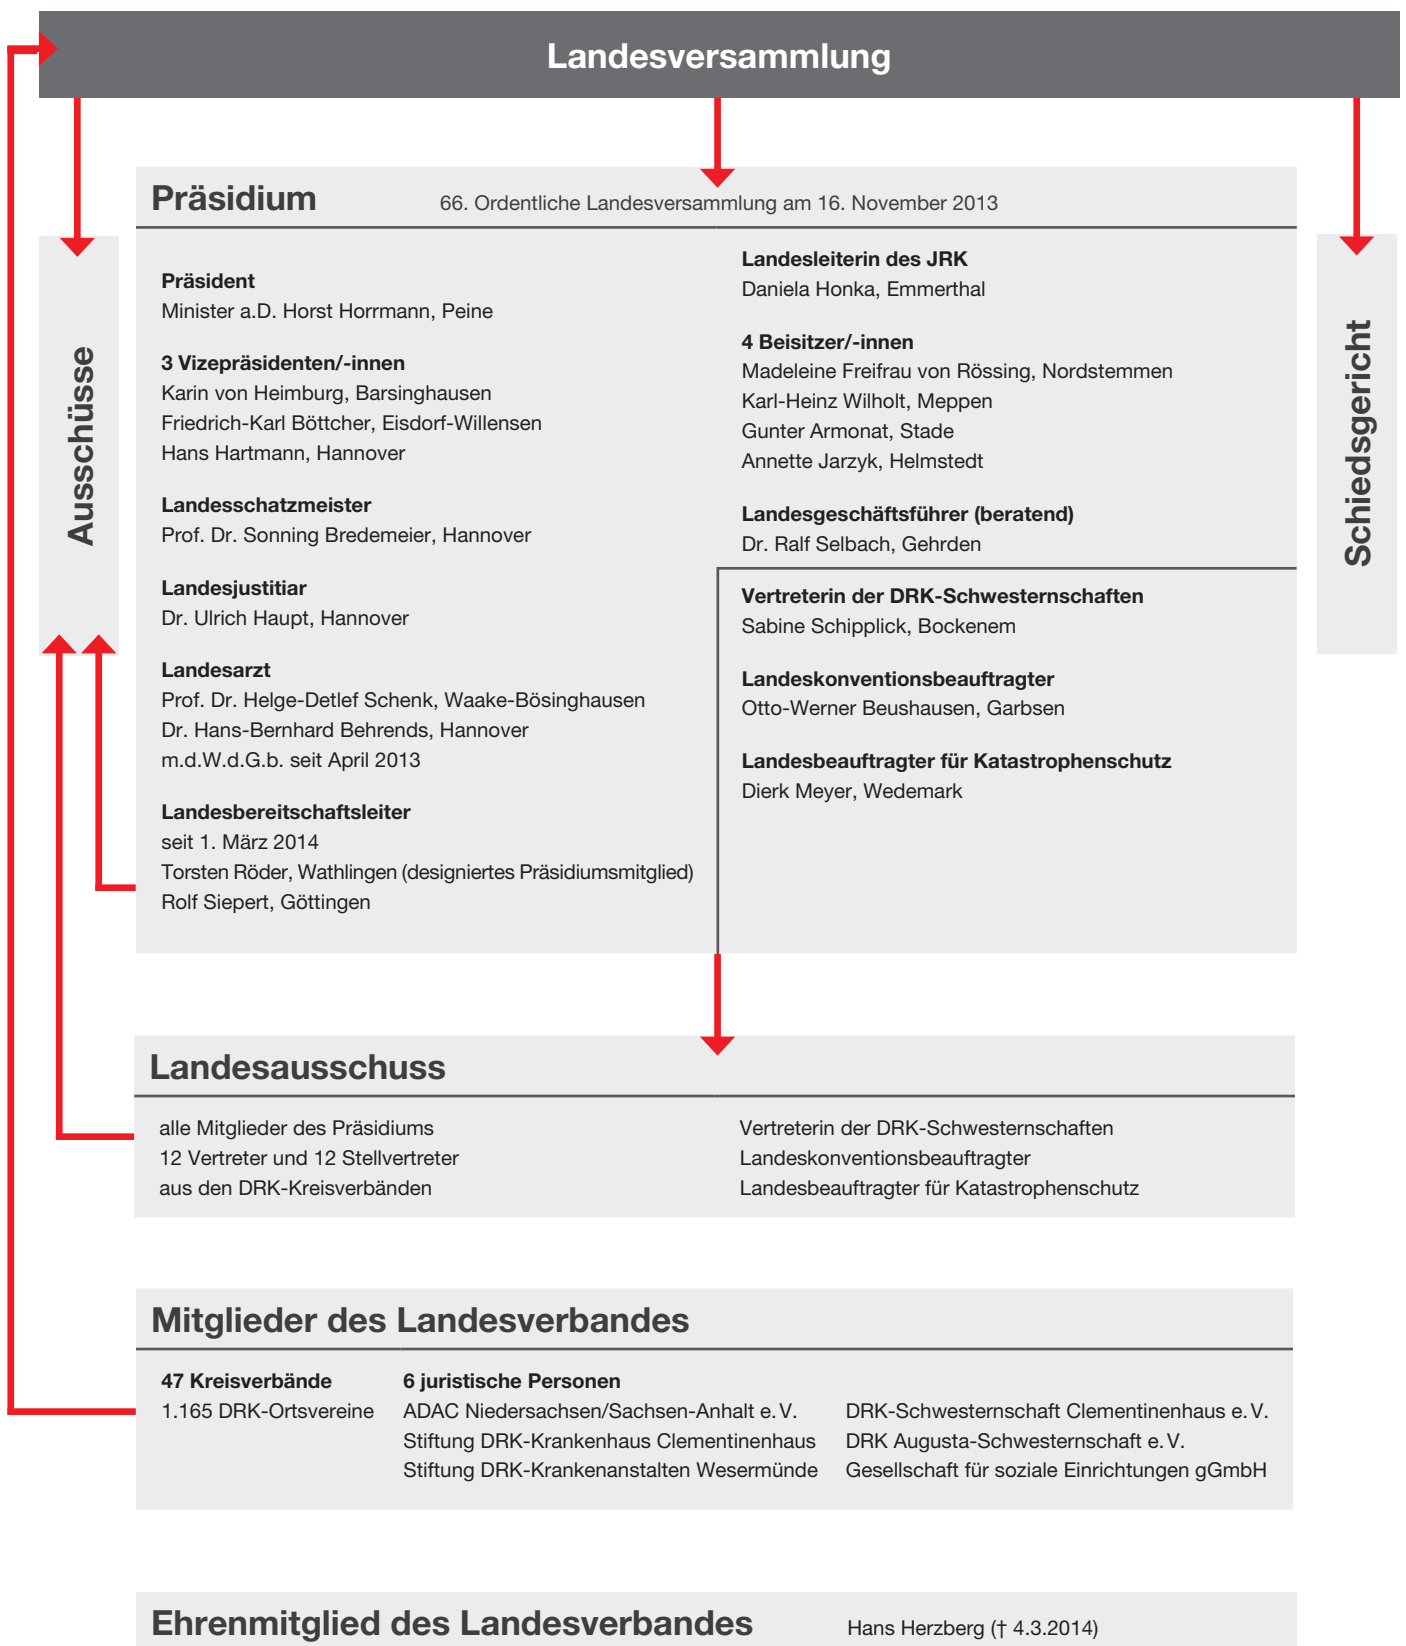 Landesversammlung
Präsidium
66. Ordentliche Landesversammlung am 16. November 2013
Ausschüsse
Präsident
Minister a.D. Horst Horrmann, Peine
3 Vizepräsidenten/-innen
Karin von Heimburg, Barsinghausen
Friedrich-Karl Böttcher, Eisdorf-Willensen
Hans Hartmann, Hannover
Landesschatzmeister
Prof. Dr. Sonning Bredemeier, Hannover
Landesjustitiar
Dr. Ulrich Haupt, Hannover
Landesarzt
Prof. Dr. Helge-Detlef Schenk, Waake-Bösinghausen
Dr. Hans-Bernhard Behrends, Hannover
m.d.W.d.G.b. seit April 2013
Landesbereitschaftsleiter
seit 1. März 2014
Torsten Röder, Wathlingen (designiertes Präsidiumsmitglied)
Rolf Siepert, Göttingen
Landesleiterin des JRK
Daniela Honka, Emmerthal
4 Beisitzer/-innen
Madeleine Freifrau von Rössing, Nordstemmen
Karl-Heinz Wilholt, Meppen
Gunter Armonat, Stade
Annette Jarzyk, Helmstedt
Landesgeschäftsführer (beratend)
Dr. Ralf Selbach, Gehrden
Vertreterin der DRK-Schwesternschaften
Sabine Schipplick, Bockenem
Landeskonventionsbeauftragter
Otto-Werner Beushausen, Garbsen
Landesbeauftragter für Katastrophenschutz
Dierk Meyer, Wedemark
Schiedsgericht
Landesausschuss
alle Mitglieder des Präsidiums
12 Vertreter und 12 Stellvertreter
aus den DRK-Kreisverbänden
Vertreterin der DRK-Schwesternschaften
Landeskonventionsbeauftragter
Landesbeauftragter für Katastrophenschutz
Mitglieder des Landesverbandes
47 Kreisverbände
1.165 DRK-Ortsvereine
6 juristische Personen
ADAC Niedersachsen/Sachsen-Anhalt e.V.
Stiftung DRK-Krankenhaus Clementinenhaus
Stiftung DRK-Krankenanstalten Wesermünde
DRK-Schwesternschaft Clementinenhaus e.V.
DRK Augusta-Schwesternschaft e.V.
Gesellschaft für soziale Einrichtungen gGmbH
Ehrenmitglied des Landesverbandes
Hans Herzberg († 4.3.2014)